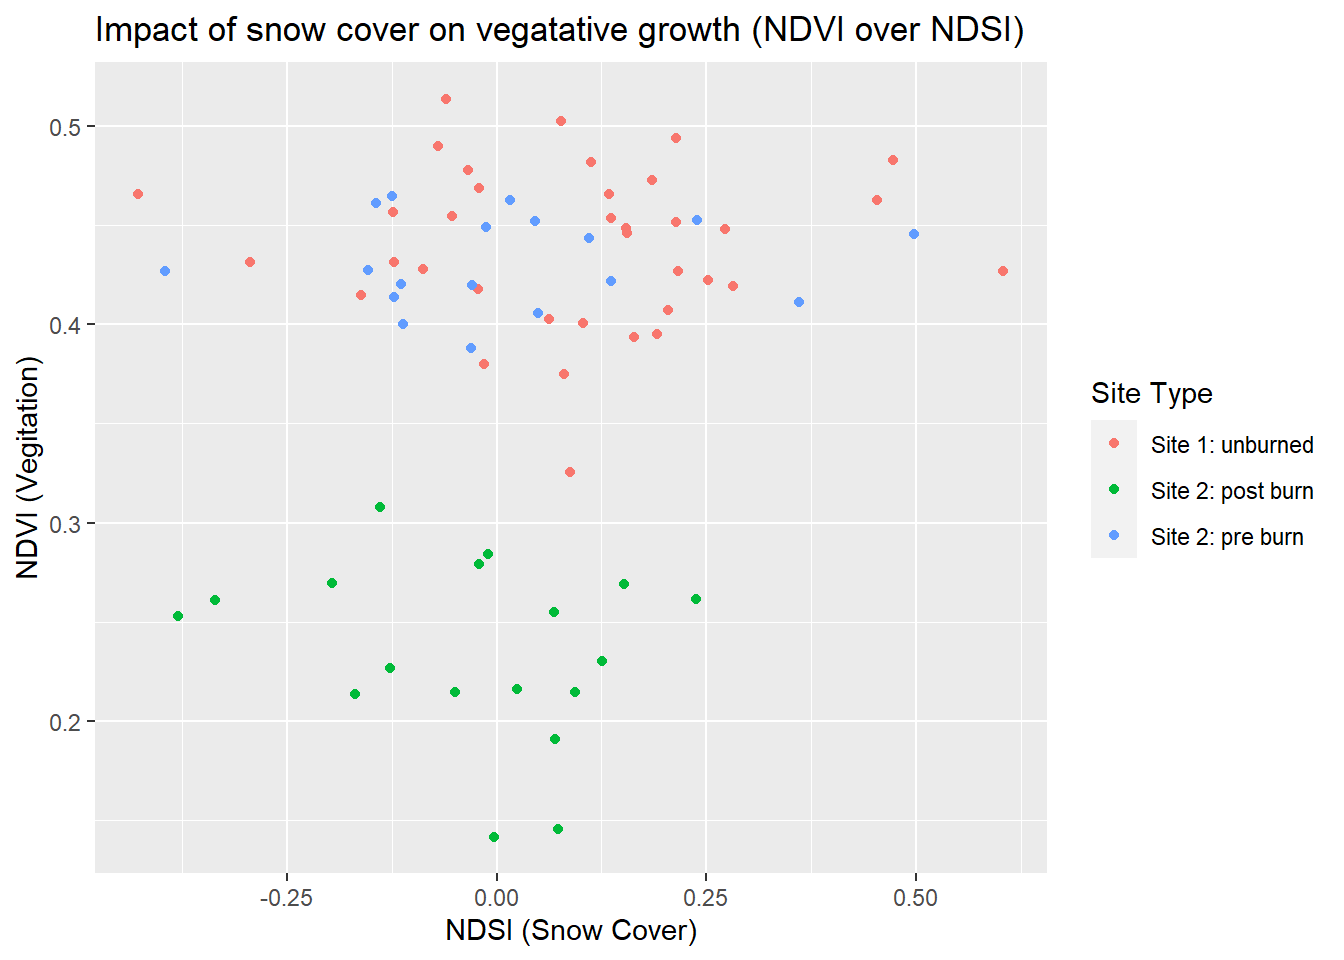 Impact of snow cover on vegatative growth (NDVI over NDSI)
0.5
0.4
0.3
0.2
NDVI (Vegitation)
-0.25
0.00
0.25
0.50
NDSI (Snow Cover)
Site Type
Site 1: unburned
Site 2: post burn
Site 2: pre burn